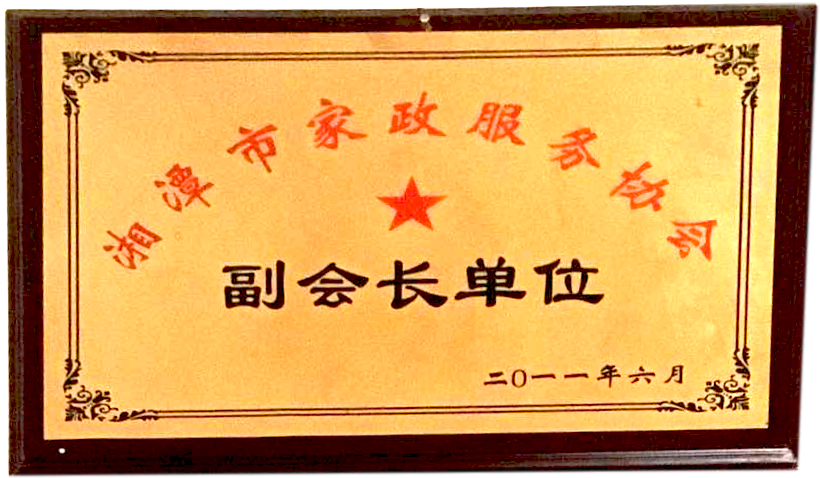 湘潭市家政服务协会
副会长单位
二0一一年六月